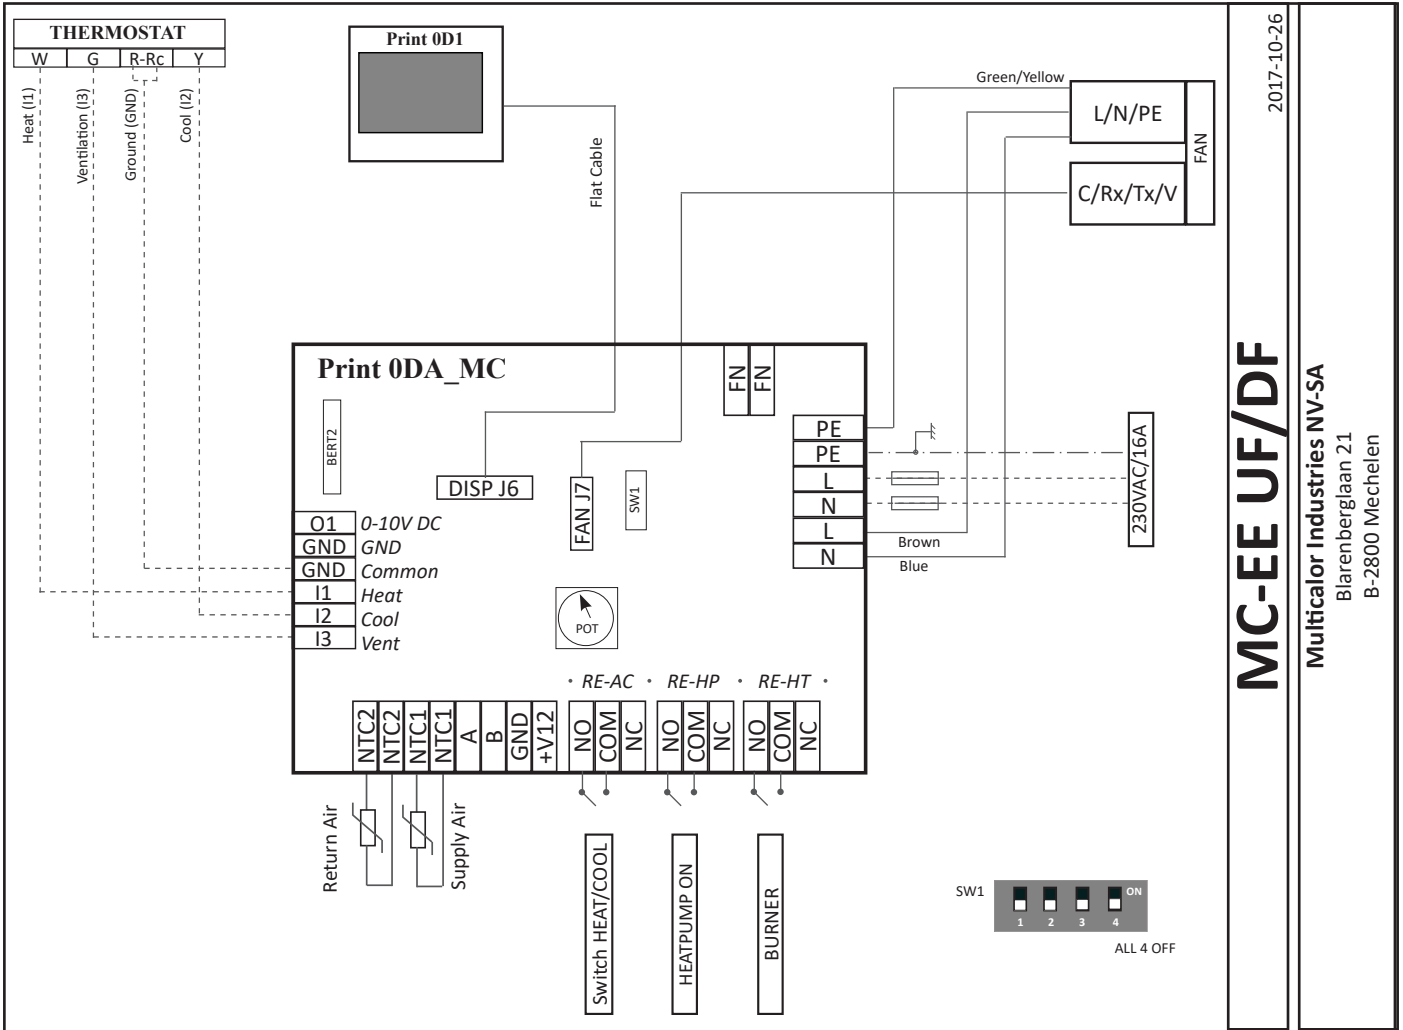 THERMOSTAT
W G R-Rc Y
Heat (I1)
Ventilation (I3)
Ground (GND)
Cool (I2)
Print 0D1
Flat Cable
Green/Yellow
L/N/PE
C/Rx/Tx/V
FAN
Print 0DA_MC
BERT2
DISP J6
FAN J7
SW1
FN
FN
PE
PE
L
N
L
N
Brown
Blue
230VAC/16A
O1 0-10V DC
GND GND
GND Common
I1 Heat
I2 Cool
I3 Vent
POT
· RE-AC · RE-HP · RE-HT ·
NTC2
NTC2
NTC1
NTC1
A
B
GND
+V12
NO
COM
NC
NO
COM
NC
NO
COM
NC
Return Air
Supply Air
Switch HEAT/COOL
HEATPUMP ON
BURNER
SW1
ON
1 2 3 4
ALL 4 OFF
MC-EE UF/DF
2017-10-26
Multicalor Industries NV-SA
Blarenberglaan 21
B-2800 Mechelen